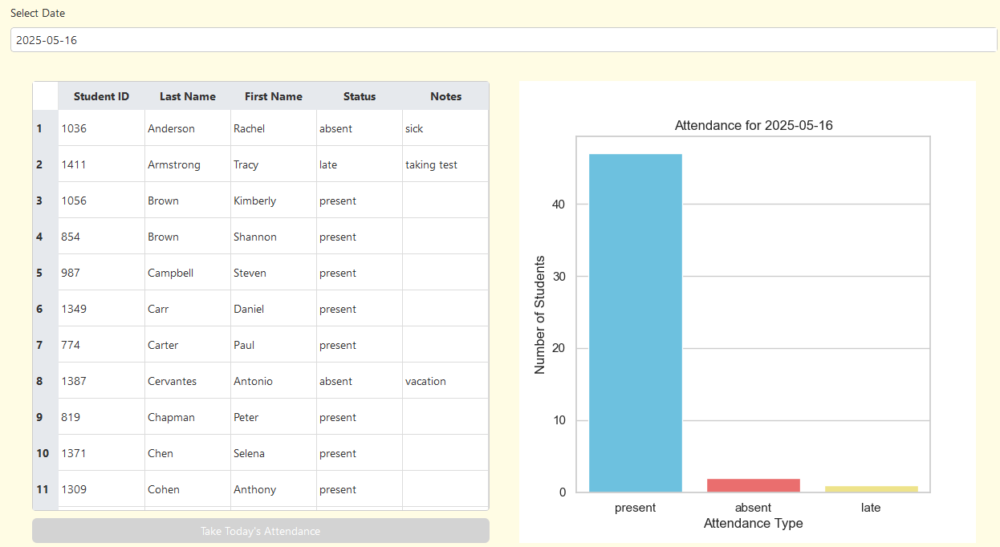 Select Date
2025-05-16
Student ID Last Name First Name Status Notes
1 1036 Anderson Rachel absent sick
2 1411 Armstrong Tracy late taking test
3 1056 Brown Kimberly present
4 854 Brown Shannon present
5 987 Campbell Steven present
6 1349 Carr Daniel present
7 774 Carter Paul present
8 1387 Cervantes Antonio absent vacation
9 819 Chapman Peter present
10 1371 Chen Selena present
11 1309 Cohen Anthony present
Take Today's Attendance
Attendance for 2025-05-16
Number of Students
40
30
20
10
0
present absent late
Attendance Type